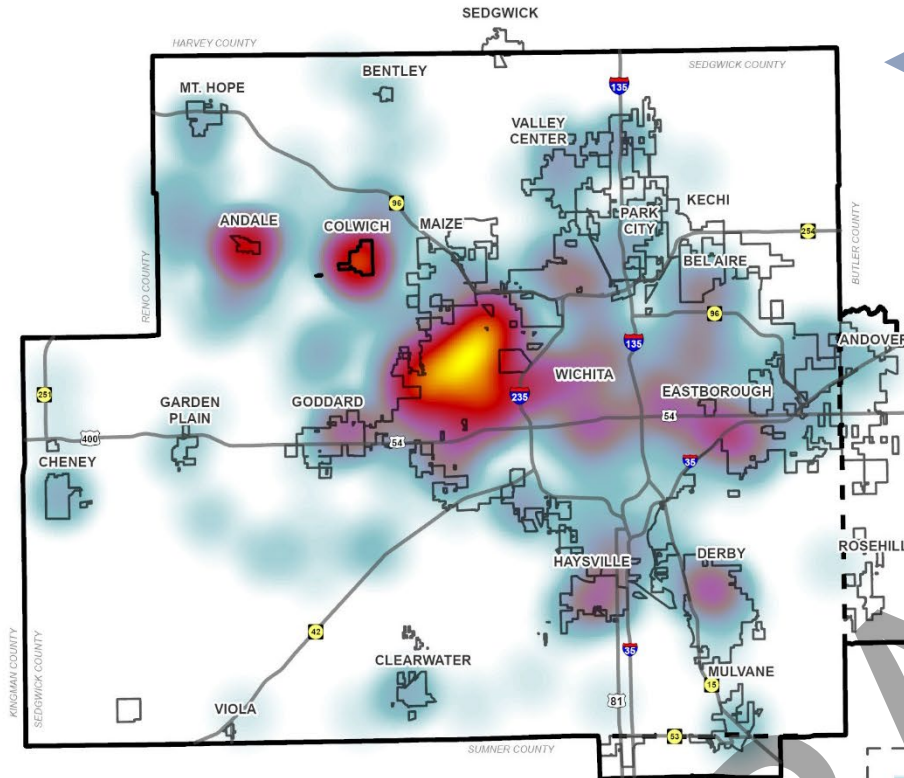 SEDGWICK
HARVEY COUNTY
SEDGWICK COUNTY
BENTLEY
MT. HOPE
135
VALLEY
CENTER
96
KECHI
ANDALE
COLWICH
MAIZE
PARK
CITY
254
BEL AIRE
BUTLER COUNTY
RENO COUNTY
96
135
ANDOVER
WICHITA
251
235
EASTBOROUGH
GARDEN
PLAIN
GODDARD
54
400
54
CHENEY
35
HAYSVILLE
DERBY
ROSEHILL
42
CLEARWATER
35
KINGMAN COUNTY
SEDGWICK COUNTY
MULVANE
15
81
VIOLA
53
SUMNER COUNTY